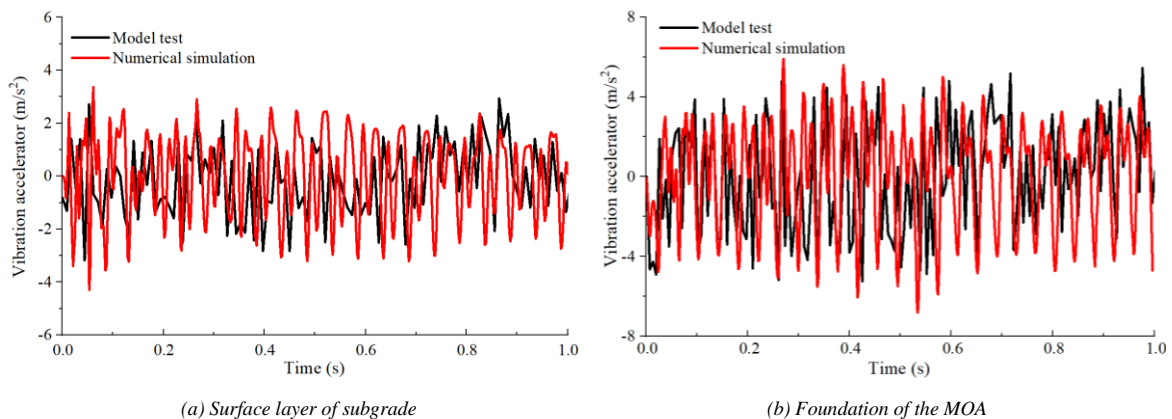 6
4
2
0
-2
-4
-6
Vibration accelerator (m/s²)
Model test
Numerical simulation
0.0 0.2 0.4 0.6 0.8 1.0
Time (s)
(a) Surface layer of subgrade
8
4
0
-4
-8
Vibration accelerator (m/s²)
Model test
Numerical simulation
0.0 0.2 0.4 0.6 0.8 1.0
Time (s)
(b) Foundation of the MOA